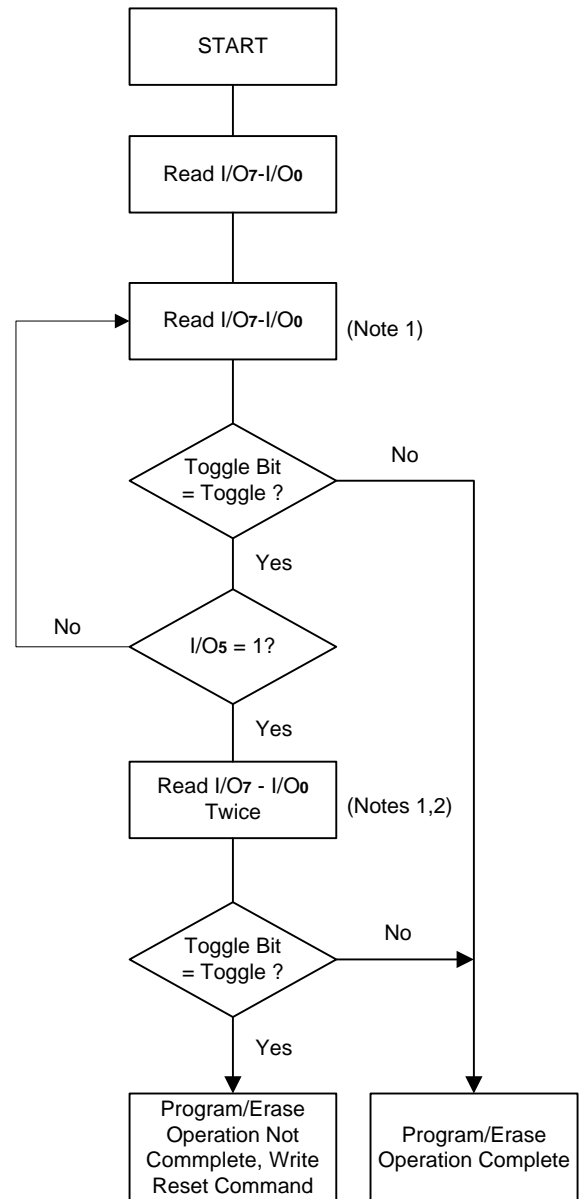 START
Read I/O7-I/O0
Read I/O7-I/O0
(Note 1)
Toggle Bit
= Toggle ?
No
Yes
No
I/O5 = 1?
Yes
Read I/O7 - I/O0
Twice
(Notes 1,2)
Toggle Bit
= Toggle ?
No
Yes
Program/Erase
Operation Not
Commplete, Write
Reset Command
Program/Erase
Operation Complete